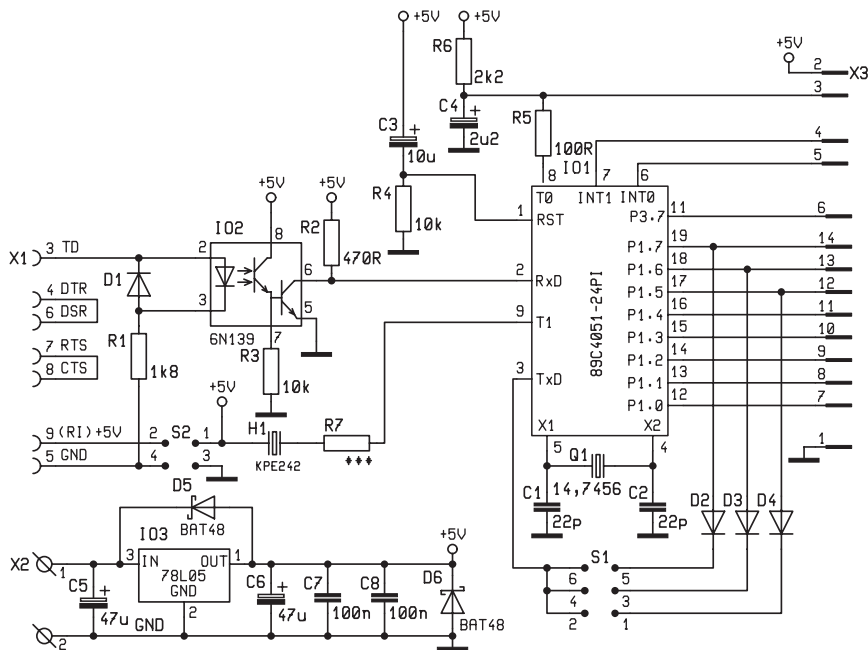 +5V
+5V
R6
2k2
+5V
2
X3
3
C3
+
10u
C4
+
2u2
R5
100R
4
5
IO1
8
7
6
T0
INT1
INT0
R4
10k
1
RST
P3.7
11
6
+5V
+5V
IO2
8
R2
470R
X1
3
TD
2
D1
3
6
5
6N139
7
2
RxD
9
T1
3
TxD
89C4051-24PI
P1.7
19
14
P1.6
18
13
P1.5
17
12
P1.4
16
11
P1.3
15
10
P1.2
14
9
P1.1
13
8
P1.0
12
7
4
DTR
6
DSR
7
RTS
8
CTS
R1
1k8
R3
10k
+5V
9
(RI)+5V
2
S2
1
5
GND
4
3
H1
KPE242
R7
***
X1
X2
5
4
Q1
14,7456
C1
22p
C2
22p
1
D2
D3
D4
D5
BAT48
IO3
X2
1
3
IN
OUT
1
78L05
GND
2
C5
+
47u
C6
+
47u
C7
100n
C8
100n
+5V
D6
BAT48
2
GND
S1
6
5
4
3
2
1